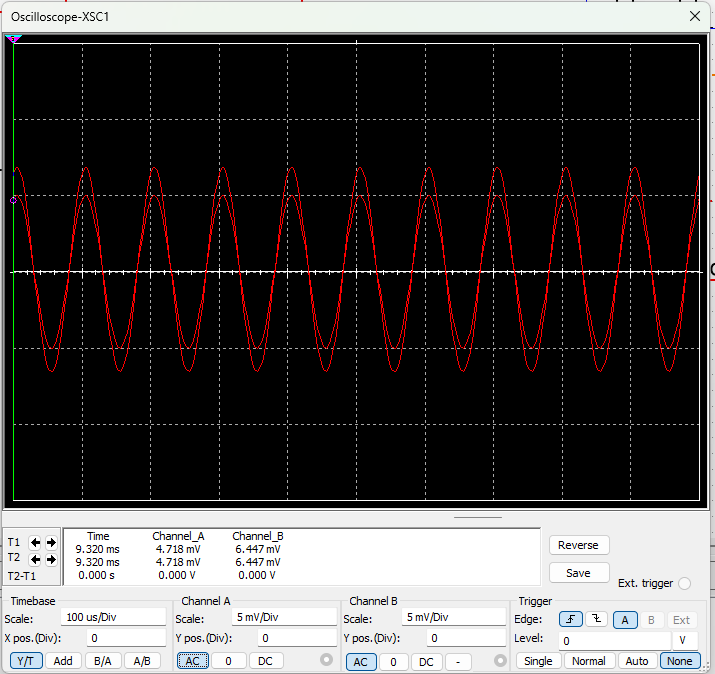 Oscilloscope-XSC1
T1
T2
T2-T1
Time Channel_A Channel_B
9.320 ms 4.718 mV 6.447 mV
9.320 ms 4.718 mV 6.447 mV
0.000 s 0.000 V 0.000 V
Reverse
Save
Ext. trigger
Timebase
Scale: 100 us/Div
X pos.(Div): 0
Y/T Add B/A A/B
Channel A
Scale: 5 mV/Div
Y pos.(Div): 0
AC 0 DC
Channel B
Scale: 5 mV/Div
Y pos.(Div): 0
AC 0 DC -
Trigger
Edge: A B Ext
Level: 0 V
Single Normal Auto None